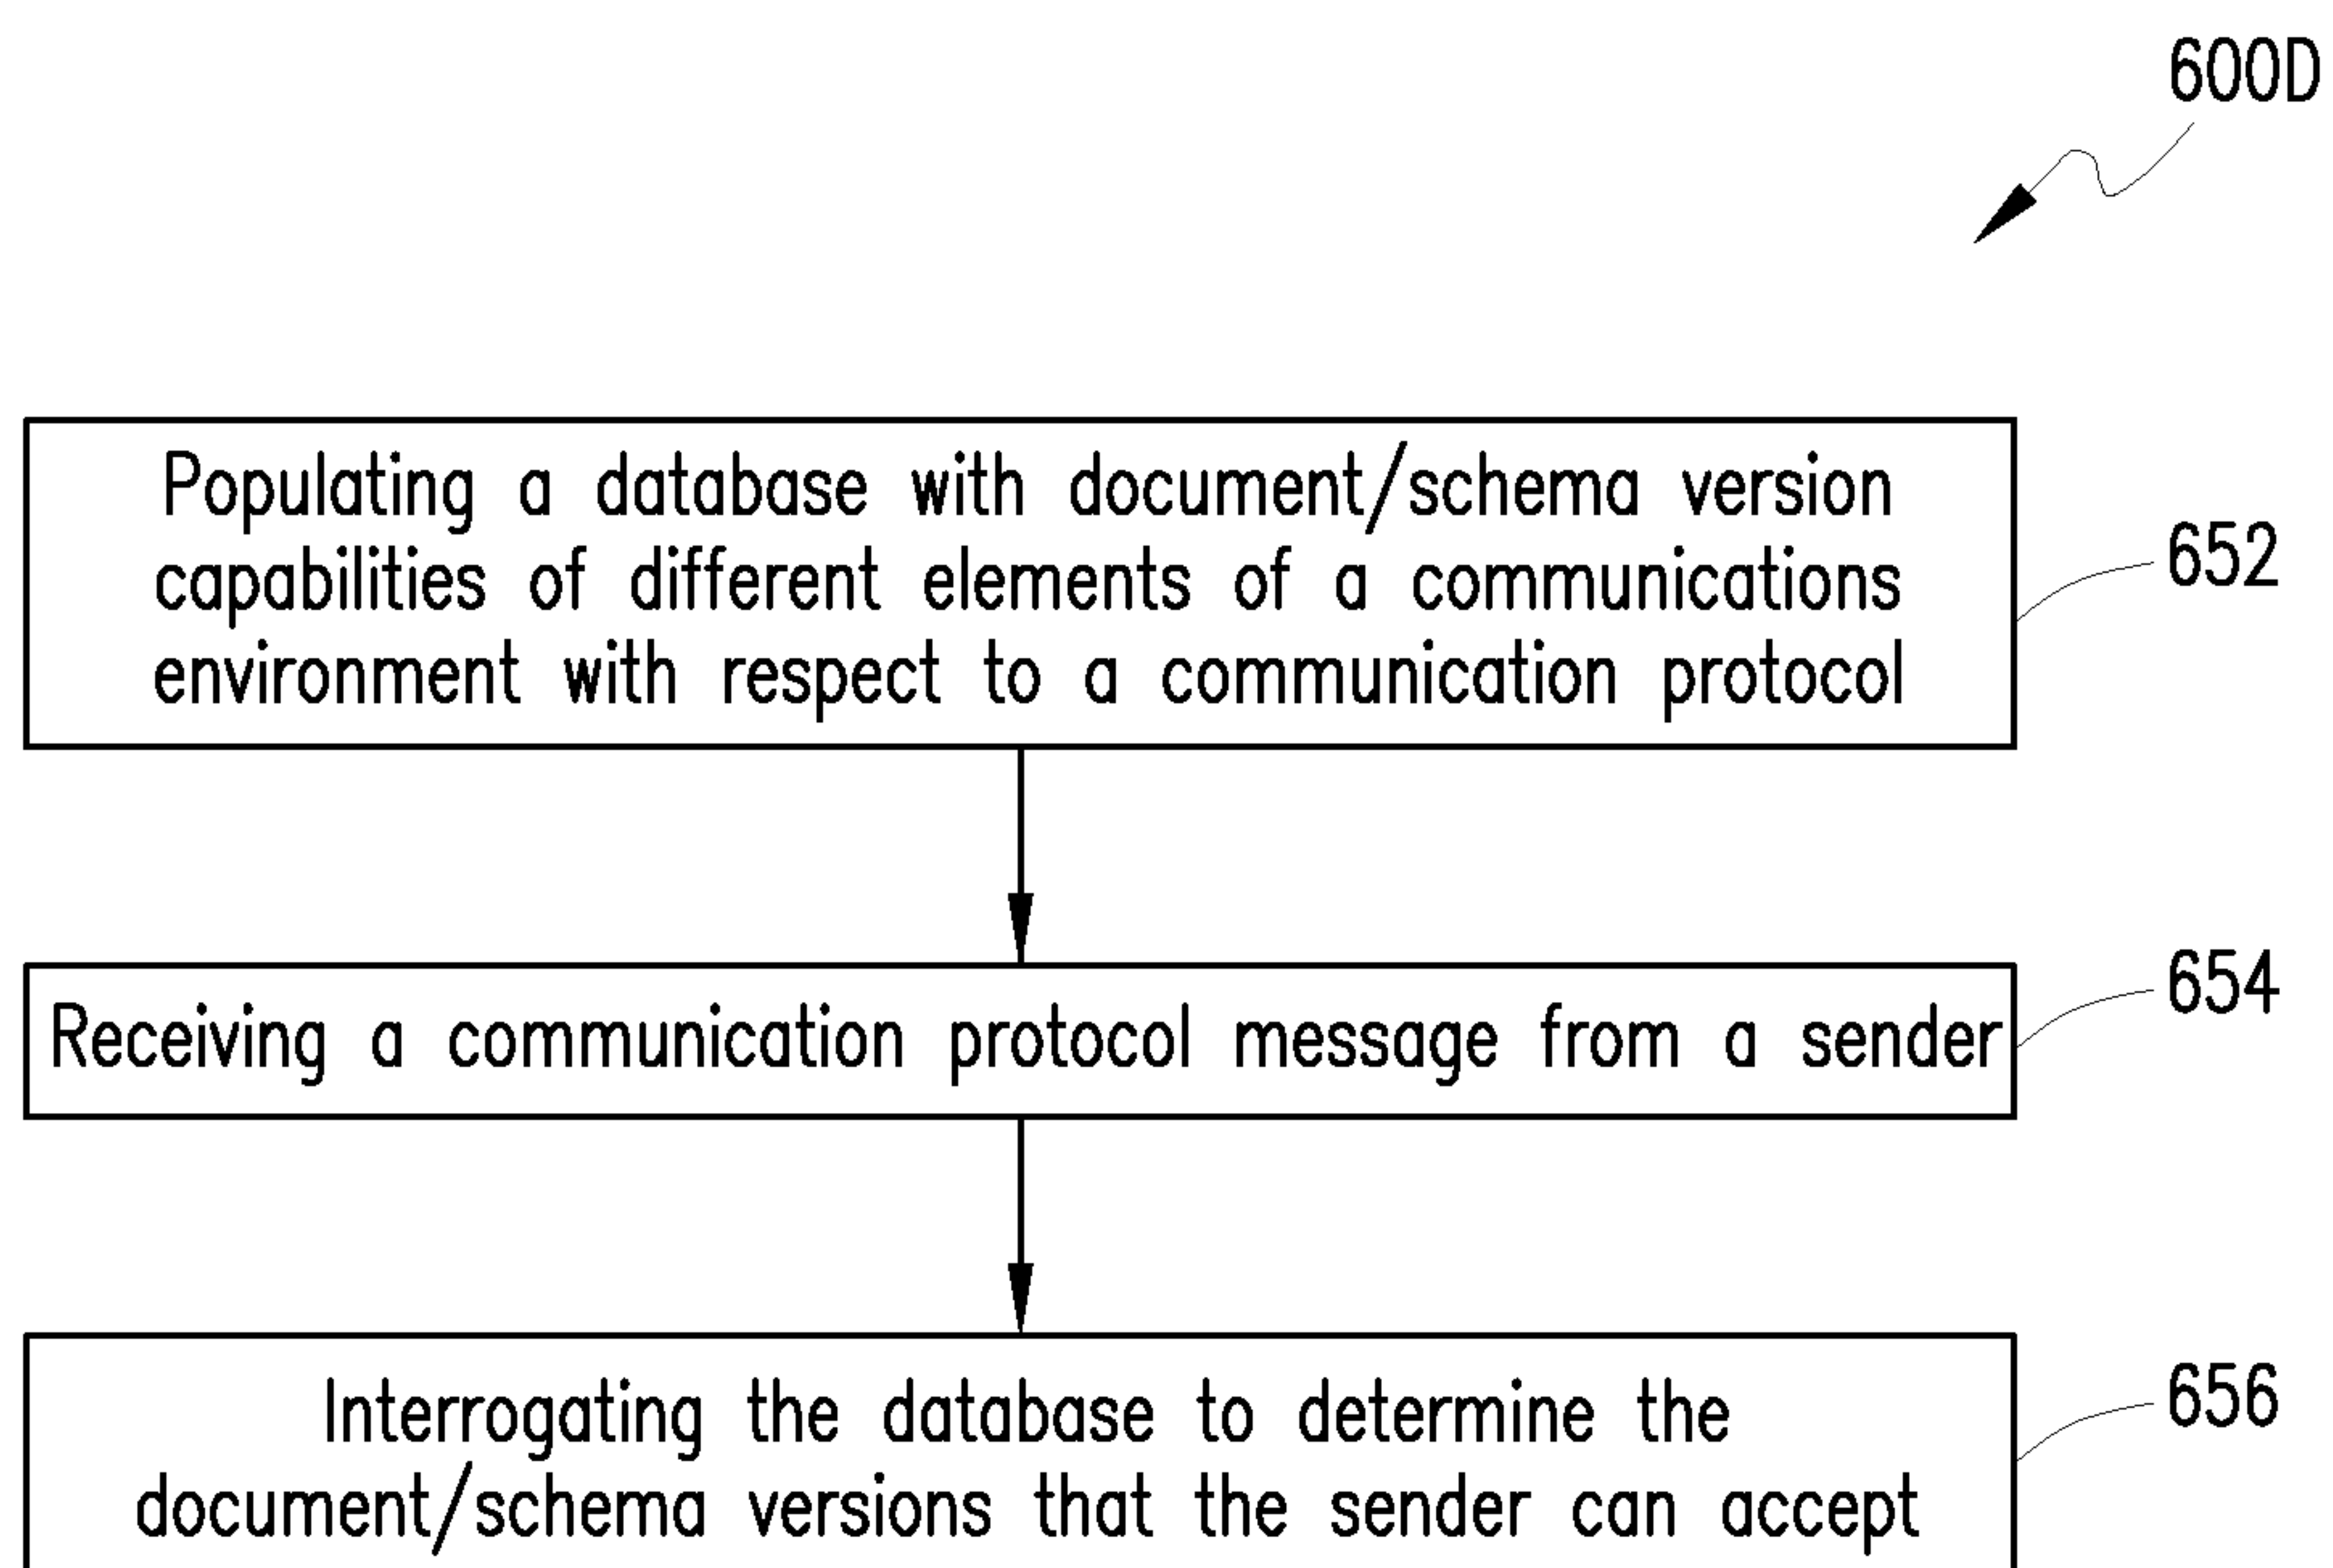 600D
Populating a database with document/schema version
capabilities of different elements of a communications
environment with respect to a communication protocol
652
Receiving a communication protocol message from a sender
654
Interrogating the database to determine the
document/schema versions that the sender can accept
656